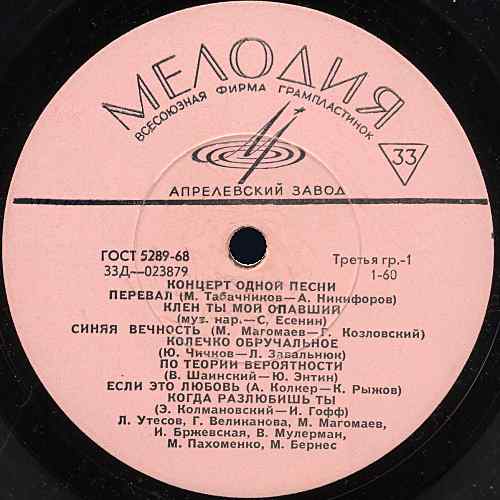 МЕЛОДИЯ
ВСЕСОЮЗНАЯ ФИРМА ГРАМПЛАСТИНОК
33
АПРЕЛЕВСКИЙ ЗАВОД
ГОСТ 5289-68
33Д—023879
Третья гр.-1
1-60
КОНЦЕРТ ОДНОЙ ПЕСНИ
ПЕРЕВАЛ (М. Табачников—А. Никифоров)
КЛЕН ТЫ МОЙ ОПАВШИЙ
(муз. нар.— С. Есенин)
СИНЯЯ ВЕЧНОСТЬ (М. Магомаев—Г. Козловский)
КОЛЕЧКО ОБРУЧАЛЬНОЕ
(Ю. Чичков—Л. Завальнюк)
ПО ТЕОРИИ ВЕРОЯТНОСТИ
(В. Шаинский—Ю. Энтин)
ЕСЛИ ЭТО ЛЮБОВЬ (А. Колкер—К. Рыжов)
КОГДА РАЗЛЮБИШЬ ТЫ
(Э. Колмановский—И. Гофф)
Л. Утесов, Г. Великанова, М. Магомаев,
И. Бржевская, В. Мулерман,
М. Пахоменко, М. Бернес